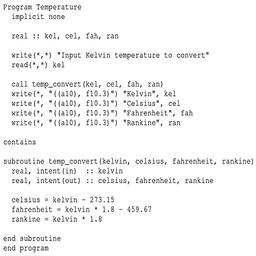 Program Temperature
implicit none
real :: kel, cel, fah, ran
write(*,*) "Input Kelvin temperature to convert"
read(*,*) kel
call temp_convert(kel, cel, fah, ran)
write(*, "((a10), f10.3)") "Kelvin", kel
write(*, "((a10), f10.3)") "Celsius", cel
write(*, "((a10), f10.3)") "Fahrenheit", fah
write(*, "((a10), f10.3)") "Rankine", ran
contains
subroutine temp_convert(kelvin, celsius, fahrenheit, rankine)
real, intent(in)  :: kelvin
real, intent(out) :: celsius, fahrenheit, rankine
celsius = kelvin - 273.15
fahrenheit = kelvin * 1.8 - 459.67
rankine = kelvin * 1.8
end subroutine
end program